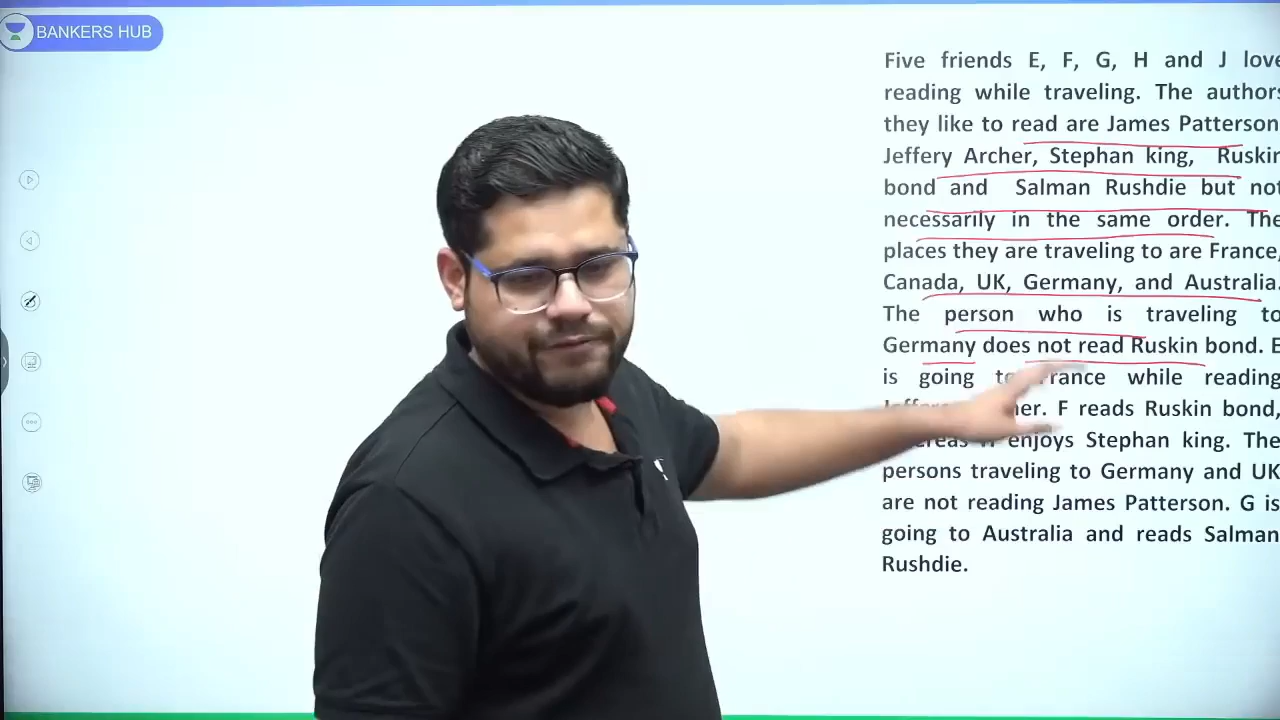 BANKERS HUB
Five friends E, F, G, H and J love
reading while traveling. The authors
they like to read are James Patterson
Jeffery Archer, Stephan king, Ruskin
bond and Salman Rushdie but not
necessarily in the same order. The
places they are traveling to are France,
Canada, UK, Germany, and Australia.
The person who is traveling to
Germany does not read Ruskin bond. E
is going to France while reading
F reads Ruskin bond,
enjoys Stephan king. The
persons traveling to Germany and UK
are not reading James Patterson. G is
going to Australia and reads Salman
Rushdie.